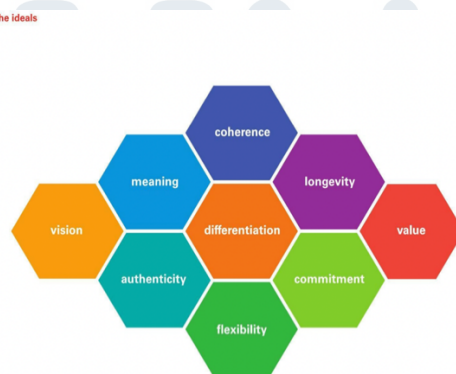 he ideals
coherence
meaning
longevity
vision
differentiation
value
authenticity
commitment
flexibility